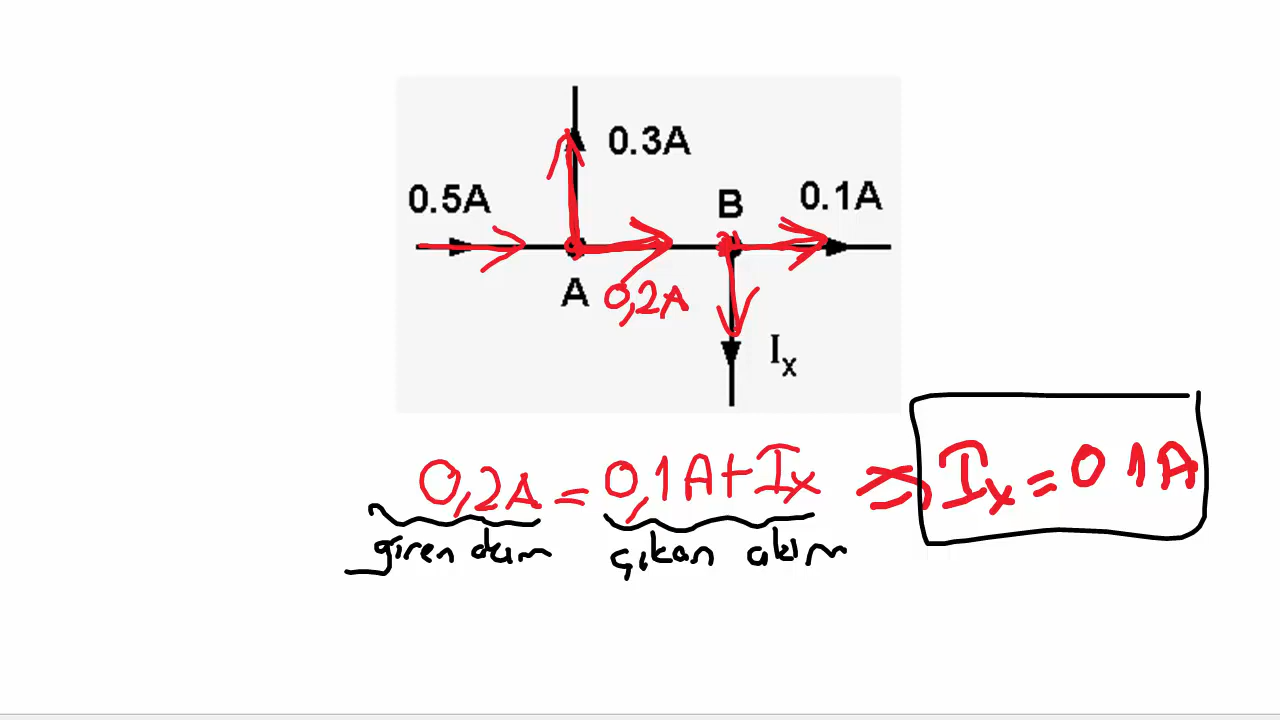 0.3A
0.5A
B
0.1A
A
0,2A
Ix
0,2A = 0,1A + Ix ⇒ Ix = 0 1A
giren akım
çıkan akım